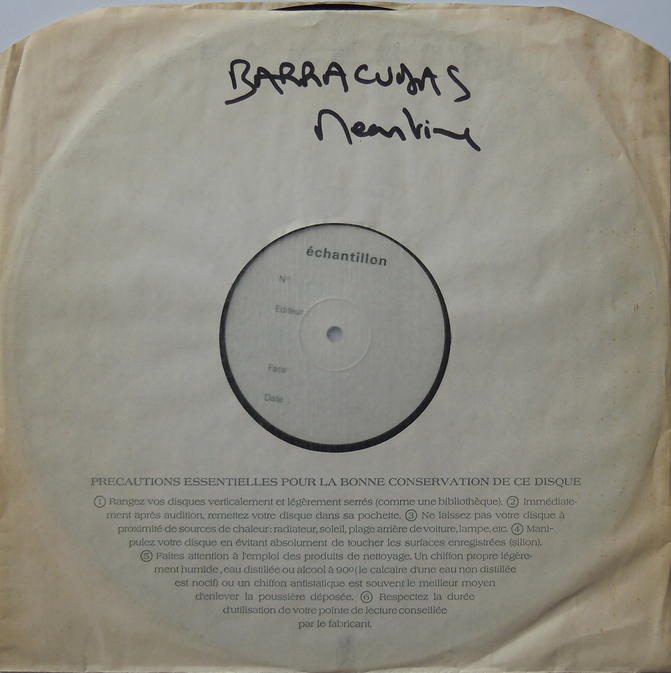 BARRACUDAS
Meantime
échantillon
N°
Editeur
Face
Date :
PRECAUTIONS ESSENTIELLES POUR LA BONNE CONSERVATION DE CE DISQUE
① Rangez vos disques verticalement et légèrement serrés (comme une bibliothèque). ② Immédiate-
ment après audition, remettez votre disque dans sa pochette. ③ Ne laissez pas votre disque à
proximité de sources de chaleur: radiateur, soleil, plage arrière de voiture, lampe, etc. ④ Mani-
pulez votre disque en évitant absolument de toucher les surfaces enregistrées (sillon).
⑤ Faites attention à l'emploi des produits de nettoyage. Un chiffon propre légère-
ment humide, eau distillée ou alcool à 90º (le calcaire d'une eau non distillée
est nocif) ou un chiffon antistatique est souvent le meilleur moyen
d'enlever la poussière déposée. ⑥ Respectez la durée
d'utilisation de votre pointe de lecture conseillée
par le fabricant.